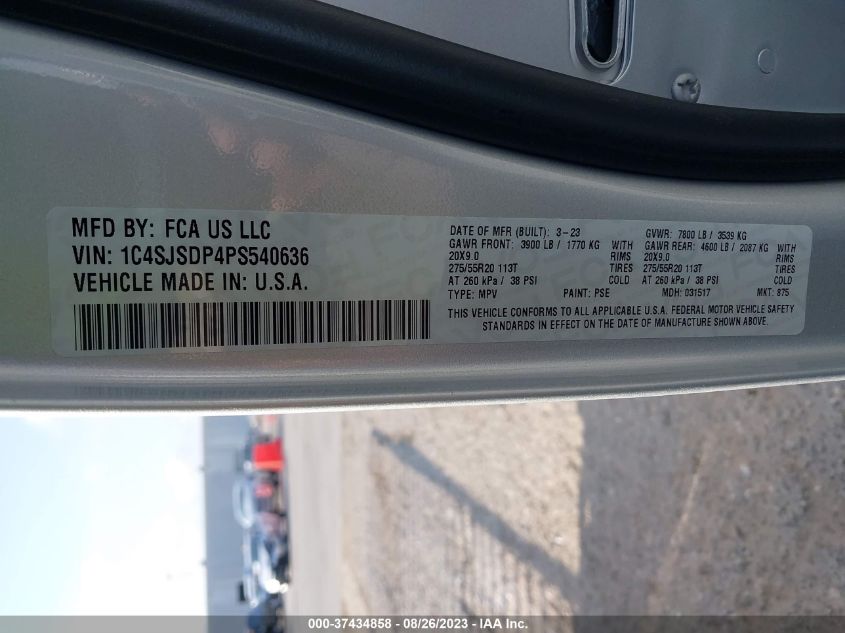 MFD BY: FCA US LLC
VIN: 1C4SJSDP4PS540636
VEHICLE MADE IN: U.S.A.
DATE OF MFR (BUILT): 3-23 GVWR: 7800 LB / 3539 KG
GAWR FRONT: 3900 LB / 1770 KG WITH GAWR REAR: 4600 LB / 2087 KG WITH
20X9.0 RIMS 20X9.0 RIMS
275/55R20 113T TIRES 275/55R20 113T TIRES
AT 260 kPa / 38 PSI COLD AT 260 kPa / 38 PSI COLD
TYPE: MPV PAINT: PSE MDH: 031517 MKT: 875
THIS VEHICLE CONFORMS TO ALL APPLICABLE U.S.A. FEDERAL MOTOR VEHICLE SAFETY
STANDARDS IN EFFECT ON THE DATE OF MANUFACTURE SHOWN ABOVE.
000-37434858 - 08/26/2023 - IAA Inc.